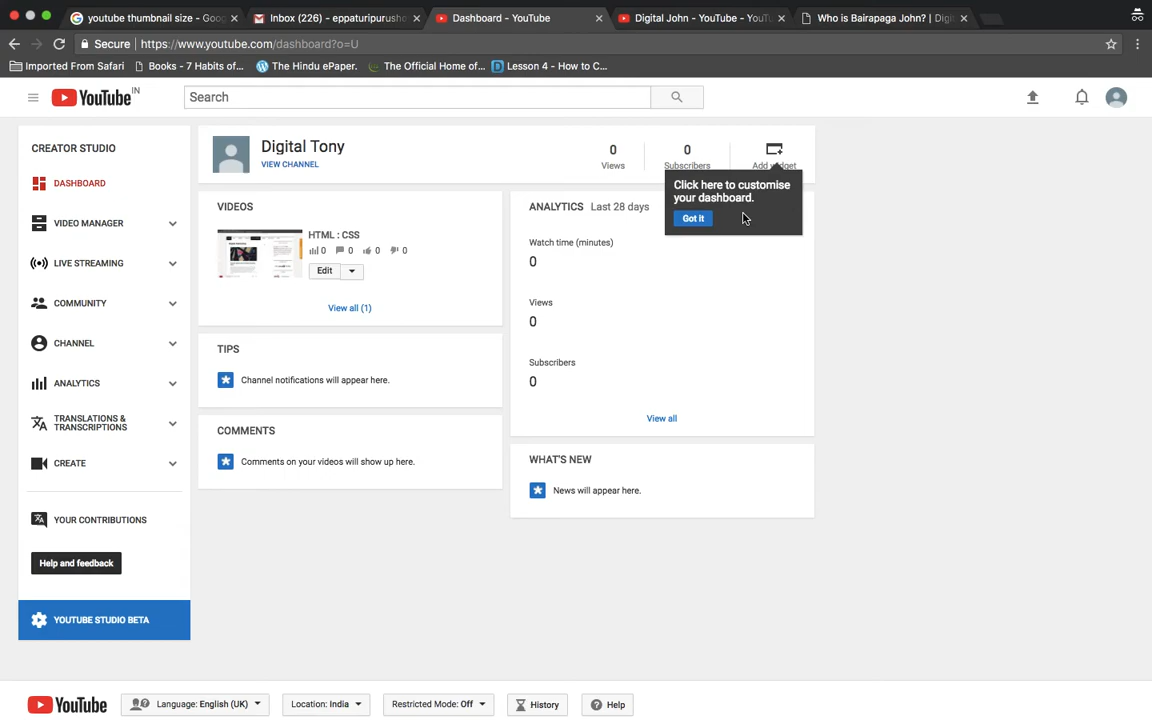 youtube thumbnail size - Goog
Inbox (226) - eppaturipurusho
Dashboard - YouTube
Digital John - YouTube - YouTu
Who is Bairapaga John? | Digi
Secure
https://www.youtube.com/dashboard?o=U
Imported From Safari
Books - 7 Habits of...
The Hindu ePaper.
The Official Home of...
Lesson 4 - How to C...
YouTube IN
Search
CREATOR STUDIO
DASHBOARD
VIDEO MANAGER
LIVE STREAMING
COMMUNITY
CHANNEL
ANALYTICS
TRANSLATIONS &
TRANSCRIPTIONS
CREATE
YOUR CONTRIBUTIONS
Help and feedback
YOUTUBE STUDIO BETA
Digital Tony
VIEW CHANNEL
0
Views
0
Subscribers
Add widget
Click here to customise
your dashboard.
Got it
VIDEOS
HTML : CSS
0 0 0 0
Edit
View all (1)
TIPS
Channel notifications will appear here.
COMMENTS
Comments on your videos will show up here.
ANALYTICS Last 28 days
Watch time (minutes)
0
Views
0
Subscribers
0
View all
WHAT'S NEW
News will appear here.
YouTube
Language: English (UK)
Location: India
Restricted Mode: Off
History
Help